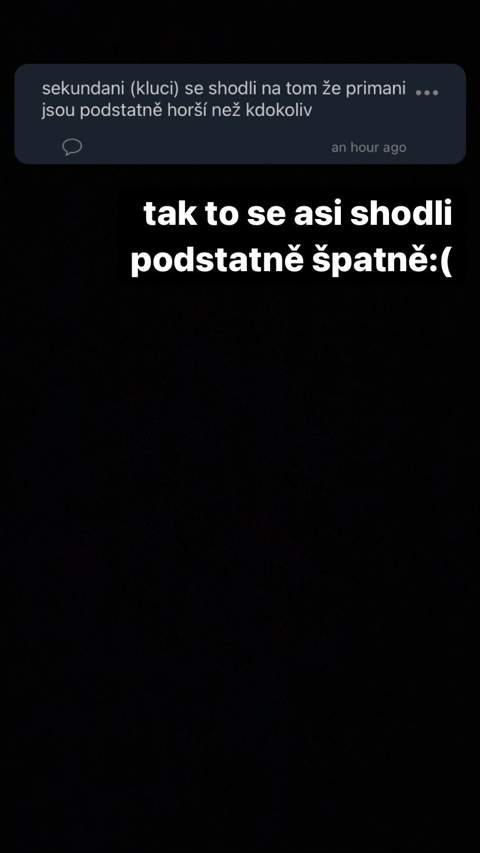 sekundani (kluci) se shodli na tom že primani
jsou podstatně horší než kdokoliv
an hour ago
tak to se asi shodli
podstatně špatně:(